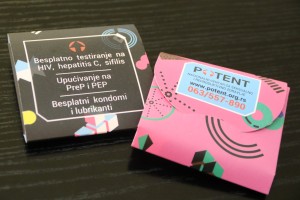 Besplatno testiranje na
HIV, hepatitis C, sifilis
Upućivanje na
PreP i PEP
Besplatni kondomi
i lubrikanti
POTENT
www.potent.org.rs
063/557-890